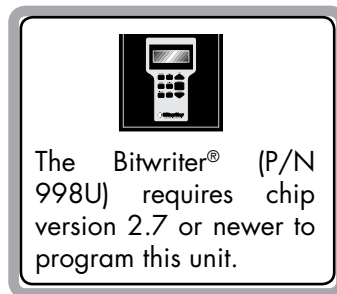 The Bitwriter® (P/N
998U) requires chip
version 2.7 or newer to
program this unit.